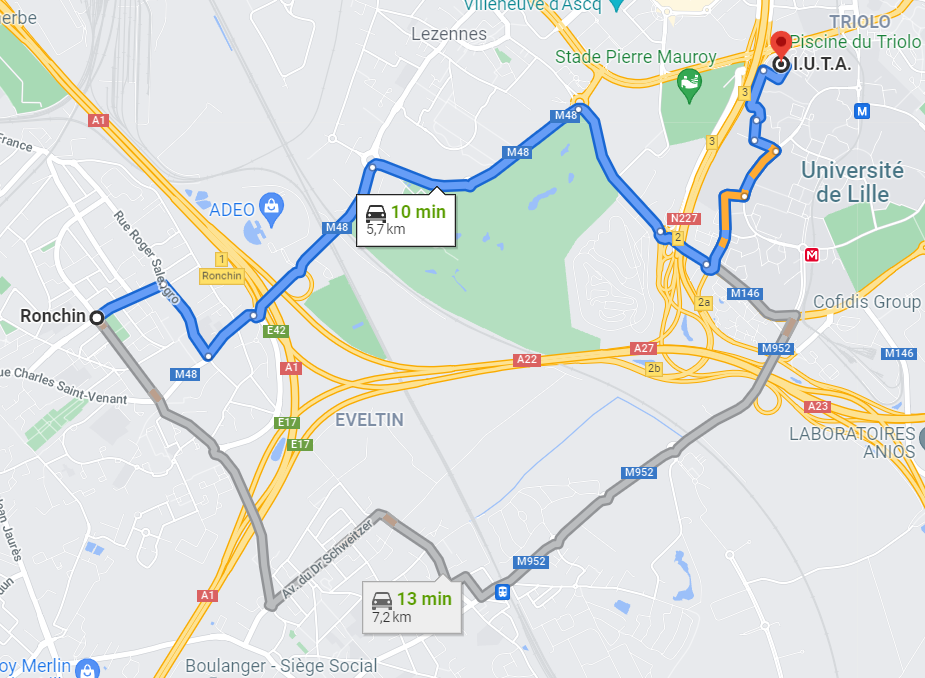 Villeneuve d'Ascq
TRIOLO
Lezennes
Piscine du Triolo
Stade Pierre Mauroy
I.U.T.A.
3
M48
A1
M
3
France
M48
Université
de Lille
ADEO
10 min
5,7 km
Rue Roger Salengro
M48
N227
2
M
1
Ronchin
M146
2a
Cofidis Group
Ronchin
E42
M952
A27
M146
A22
A1
2b
M48
Rue Charles Saint-Venant
A23
E17
EVELTIN
E17
LABORATOIRES
ANIOS
M952
Jean Jaurès
Av. du Dr Schweitzer
M952
A1
13 min
7,2 km
Boulanger - Siège Social
oy Merlin